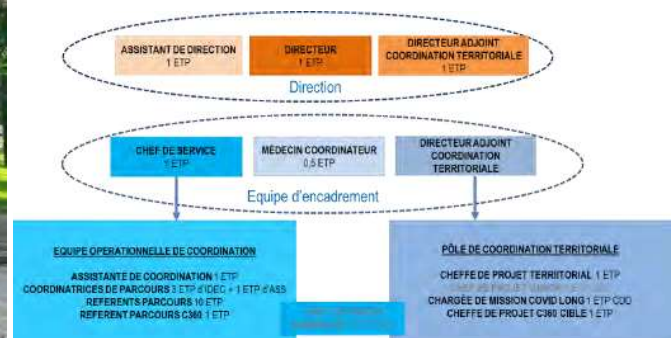 ASSISTANT DE DIRECTION
1 ETP
DIRECTEUR
1 ETP
DIRECTEUR ADJOINT
COORDINATION TERRITORIALE
1 ETP
Direction
CHEF DE SERVICE
1 ETP
MÉDECIN COORDINATEUR
0,5 ETP
DIRECTEUR ADJOINT
COORDINATION
TERRITORIALE
Equipe d'encadrement
EQUIPE OPERATIONNELLE DE COORDINATION
ASSISTANTE DE COORDINATION 1 ETP
COORDINATRICES DE PARCOURS 3 ETP d'IDEC + 1 ETP d'ASS
REFERENTS PARCOURS 10 ETP
REFERENT PARCOURS C360 1 ETP
PÔLE DE COORDINATION TERRITORIALE
CHEFFE DE PROJET TERRITORIAL 1 ETP
CHEF DE PROJET
CHARGÉE DE MISSION COVID LONG 1 ETP CDD
CHEFFE DE PROJET C360 CIBLE 1 ETP